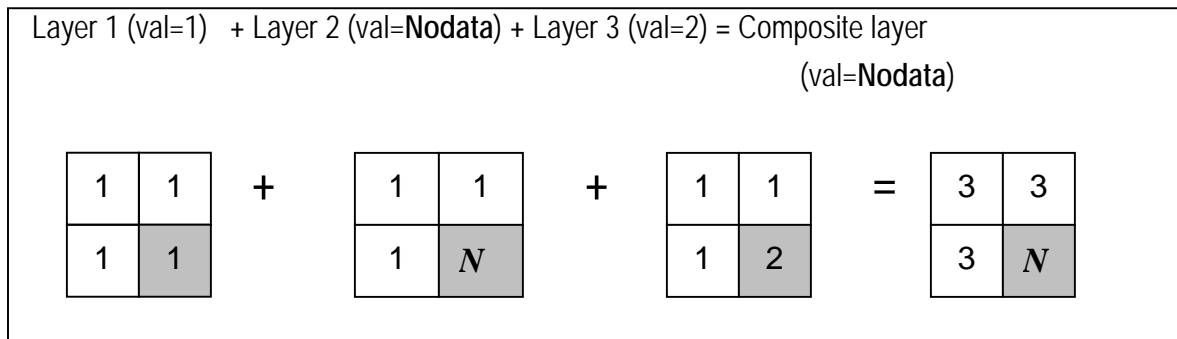 Layer 1 (val=1) + Layer 2 (val=Nodata) + Layer 3 (val=2) = Composite layer
(val=Nodata)
1 1 + 1 1 + 1 1 = 3 3
1 1 1 N 1 2 3 N